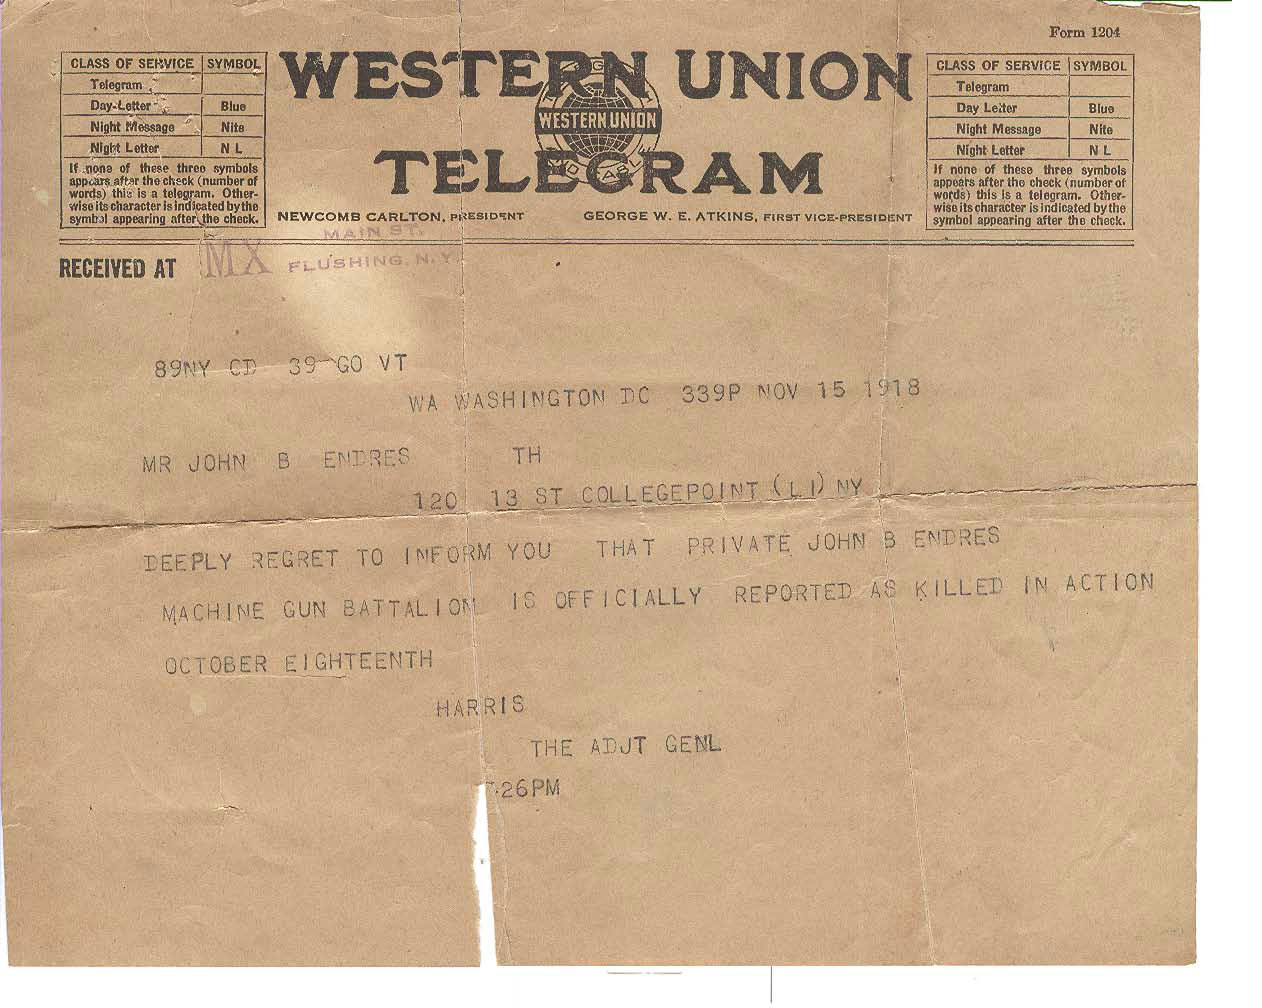 Form 1204
CLASS OF SERVICE SYMBOL
Telegram
Day-Letter Blue
Night Message Nite
Night Letter N L
If none of these three symbols
appears after the check (number of
words) this is a telegram. Other-
wise its character is indicated by the
symbol appearing after the check.
WESTERN UNION
WESTERN UNION
TELEGRAM
NEWCOMB CARLTON, PRESIDENT GEORGE W. E. ATKINS, FIRST VICE-PRESIDENT
CLASS OF SERVICE SYMBOL
Telegram
Day Letter Blue
Night Message Nite
Night Letter N L
If none of these three symbols
appears after the check (number of
words) this is a telegram. Other-
wise its character is indicated by the
symbol appearing after the check.
RECEIVED AT MX
MAIN ST.
FLUSHING, N.Y.
89NY CD 39 GO VT
WA WASHINGTON DC 339P NOV 15 1918
MR JOHN B ENDRES TH
120 13 ST COLLEGEPOINT (L I) NY
DEEPLY REGRET TO INFORM YOU THAT PRIVATE JOHN B ENDRES
MACHINE GUN BATTALION IS OFFICIALLY REPORTED AS KILLED IN ACTION
OCTOBER EIGHTEENTH
HARRIS
THE ADJT GENL
26PM